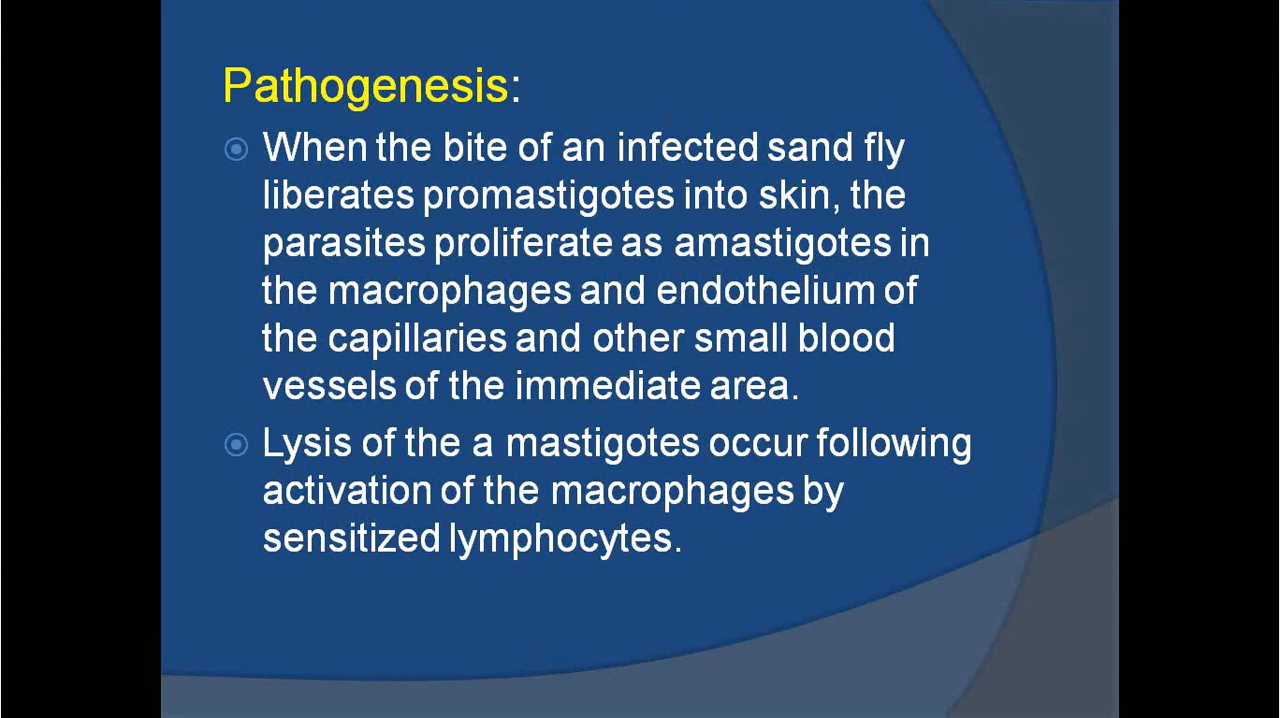 Pathogenesis:
When the bite of an infected sand fly
liberates promastigotes into skin, the
parasites proliferate as amastigotes in
the macrophages and endothelium of
the capillaries and other small blood
vessels of the immediate area.
Lysis of the a mastigotes occur following
activation of the macrophages by
sensitized lymphocytes.